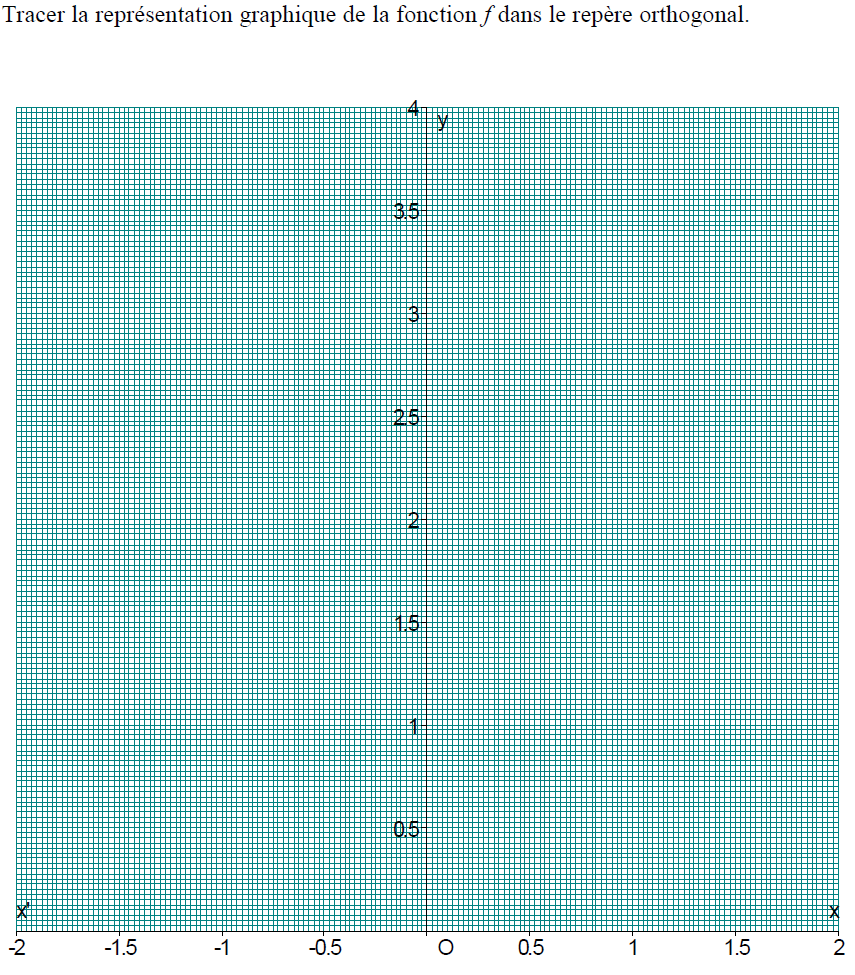 Tracer la représentation graphique de la fonction f dans le repère orthogonal.
4
y
3.5
3
2.5
2
1.5
1
0.5
x' x
-2 -1.5 -1 -0.5 O 0.5 1 1.5 2